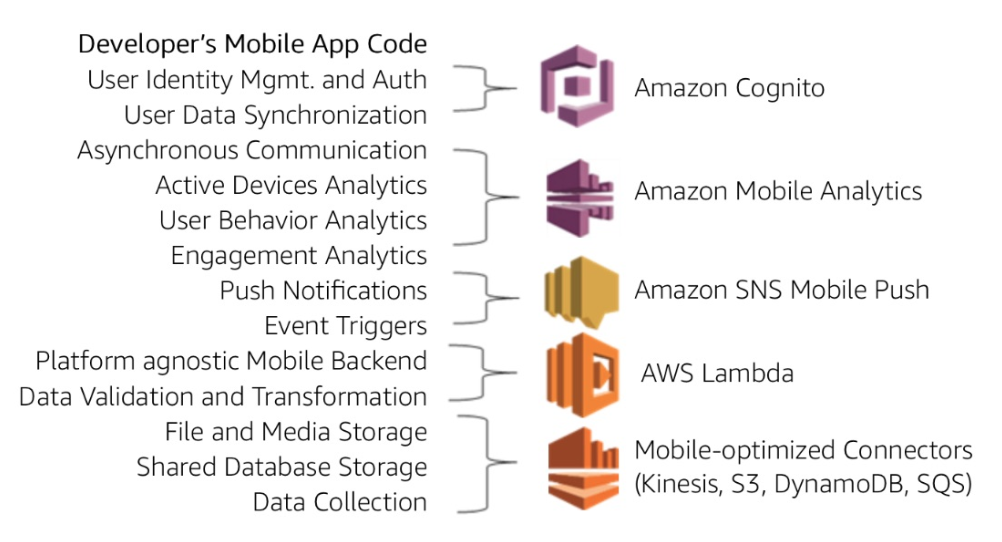 Developer's Mobile App Code
User Identity Mgmt. and Auth
User Data Synchronization
Asynchronous Communication
Active Devices Analytics
User Behavior Analytics
Engagement Analytics
Push Notifications
Event Triggers
Platform agnostic Mobile Backend
Data Validation and Transformation
File and Media Storage
Shared Database Storage
Data Collection
Amazon Cognito
Amazon Mobile Analytics
Amazon SNS Mobile Push
AWS Lambda
Mobile-optimized Connectors
(Kinesis, S3, DynamoDB, SQS)